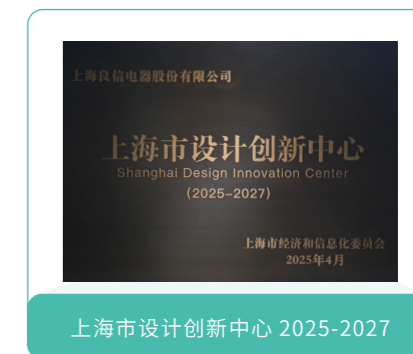 上海良信电器股份有限公司
上海市设计创新中心
Shanghai Design Innovation Center
(2025-2027)
上海市经济和信息化委员会
2025年4月
上海市设计创新中心 2025-2027